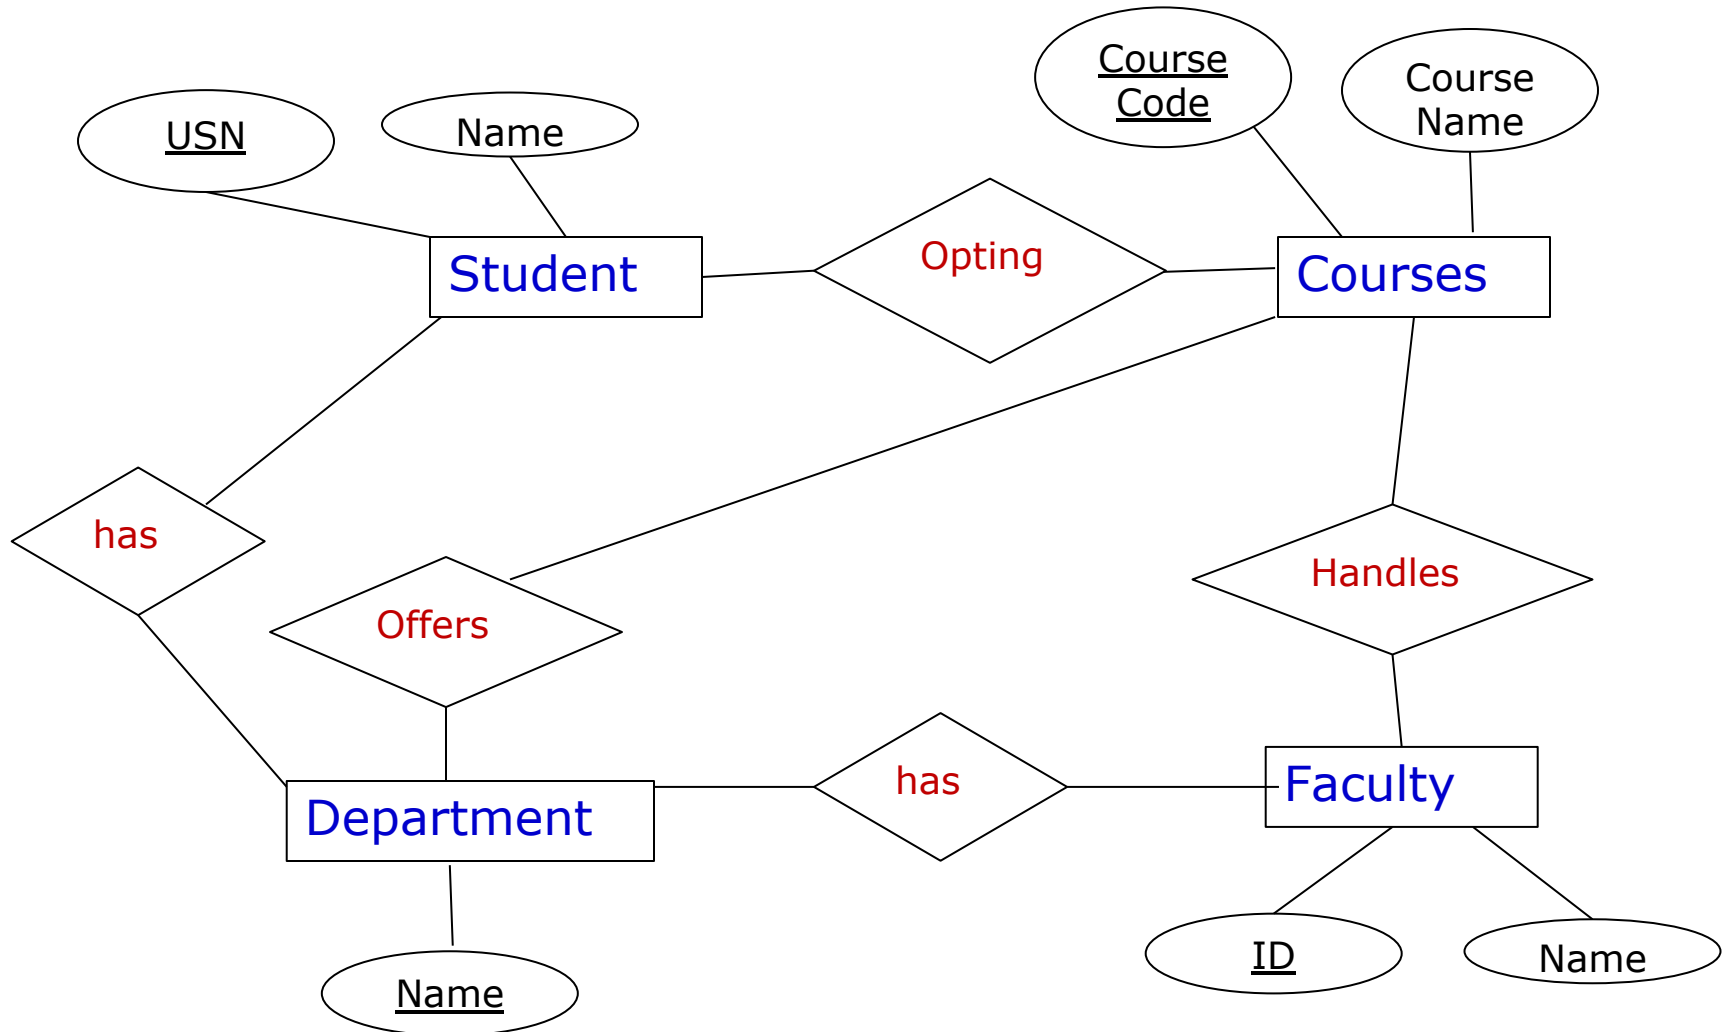 Course
Code
Course
Name
USN
Name
Opting
Student
Courses
has
Handles
Offers
has
Faculty
Department
ID
Name
Name